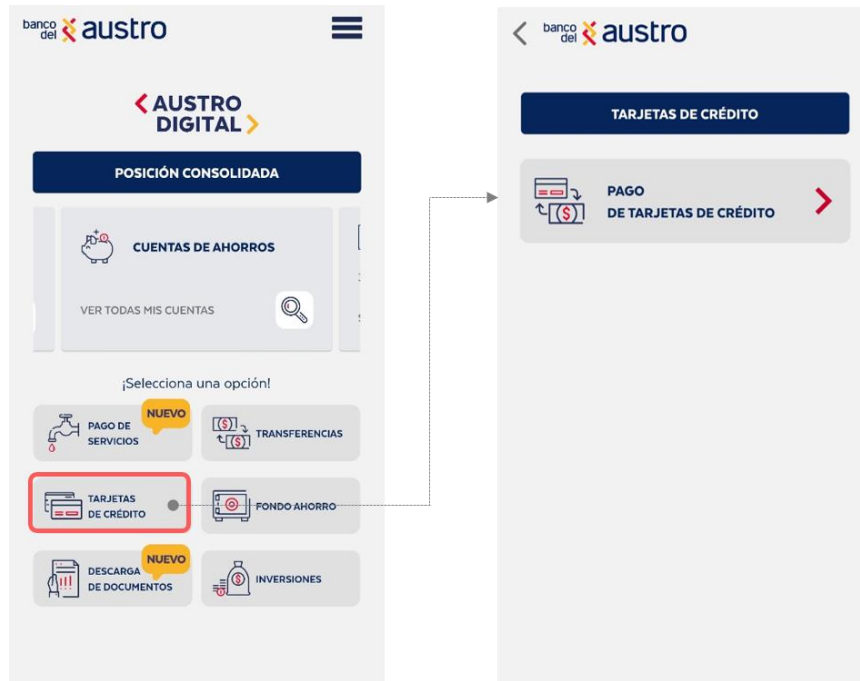 banco del austro
AUSTRO
DIGITAL
POSICIÓN CONSOLIDADA
CUENTAS DE AHORROS
VER TODAS MIS CUENTAS
¡Selecciona una opción!
PAGO DE
SERVICIOS
NUEVO
TRANSFERENCIAS
TARJETAS
DE CRÉDITO
FONDO AHORRO
DESCARGA
DE DOCUMENTOS
NUEVO
INVERSIONES
banco del austro
TARJETAS DE CRÉDITO
PAGO
DE TARJETAS DE CRÉDITO